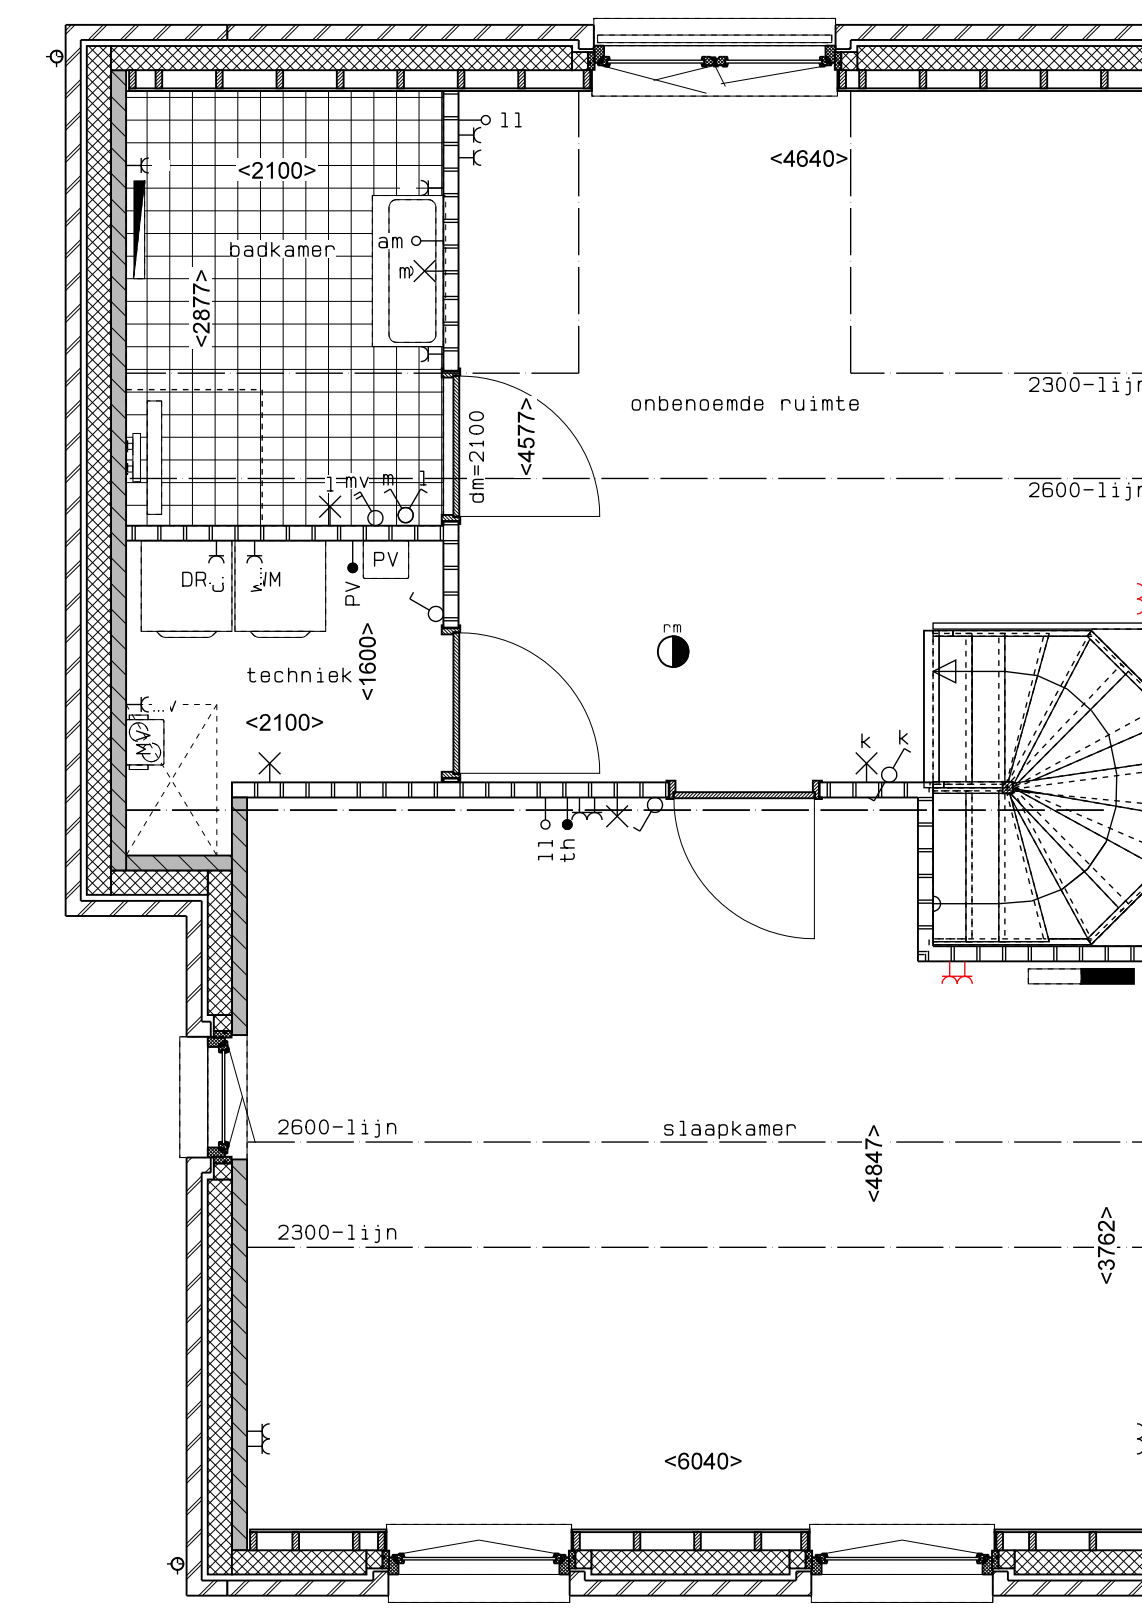 ll
<4640>
<2100>
am
badkamer
m
<2877>
2300-lijn
onbenoemde ruimte
<4577>
dm=2100
2600-lijn
l
mv
m
l
PV
DR
WM
PV
rm
<1600>
techniek
<2100>
MV
k
k
ll
th
2600-lijn
slaapkamer
<4847>
2300-lijn
<3762>
<6040>